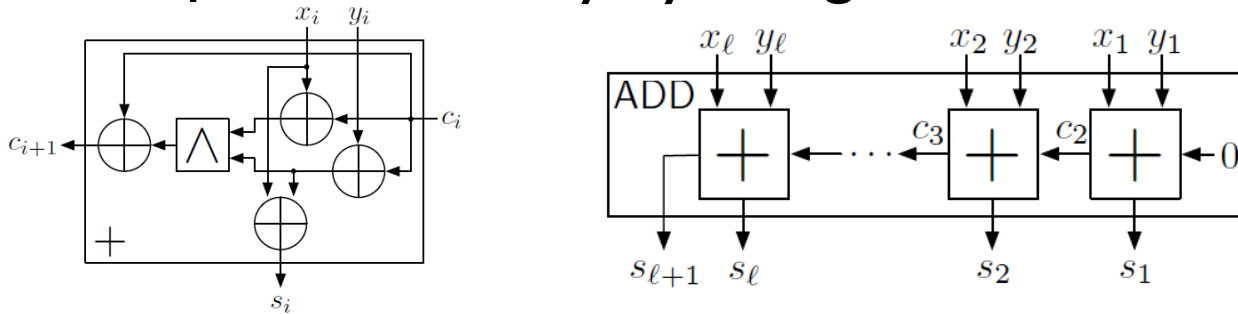 x_i y_i
c_i
c_{i+1}
∧
+
s_i
x_ℓ y_ℓ x_2 y_2 x_1 y_1
ADD
c_3 c_2
+ ··· + + 0
s_{ℓ+1} s_ℓ s_2 s_1